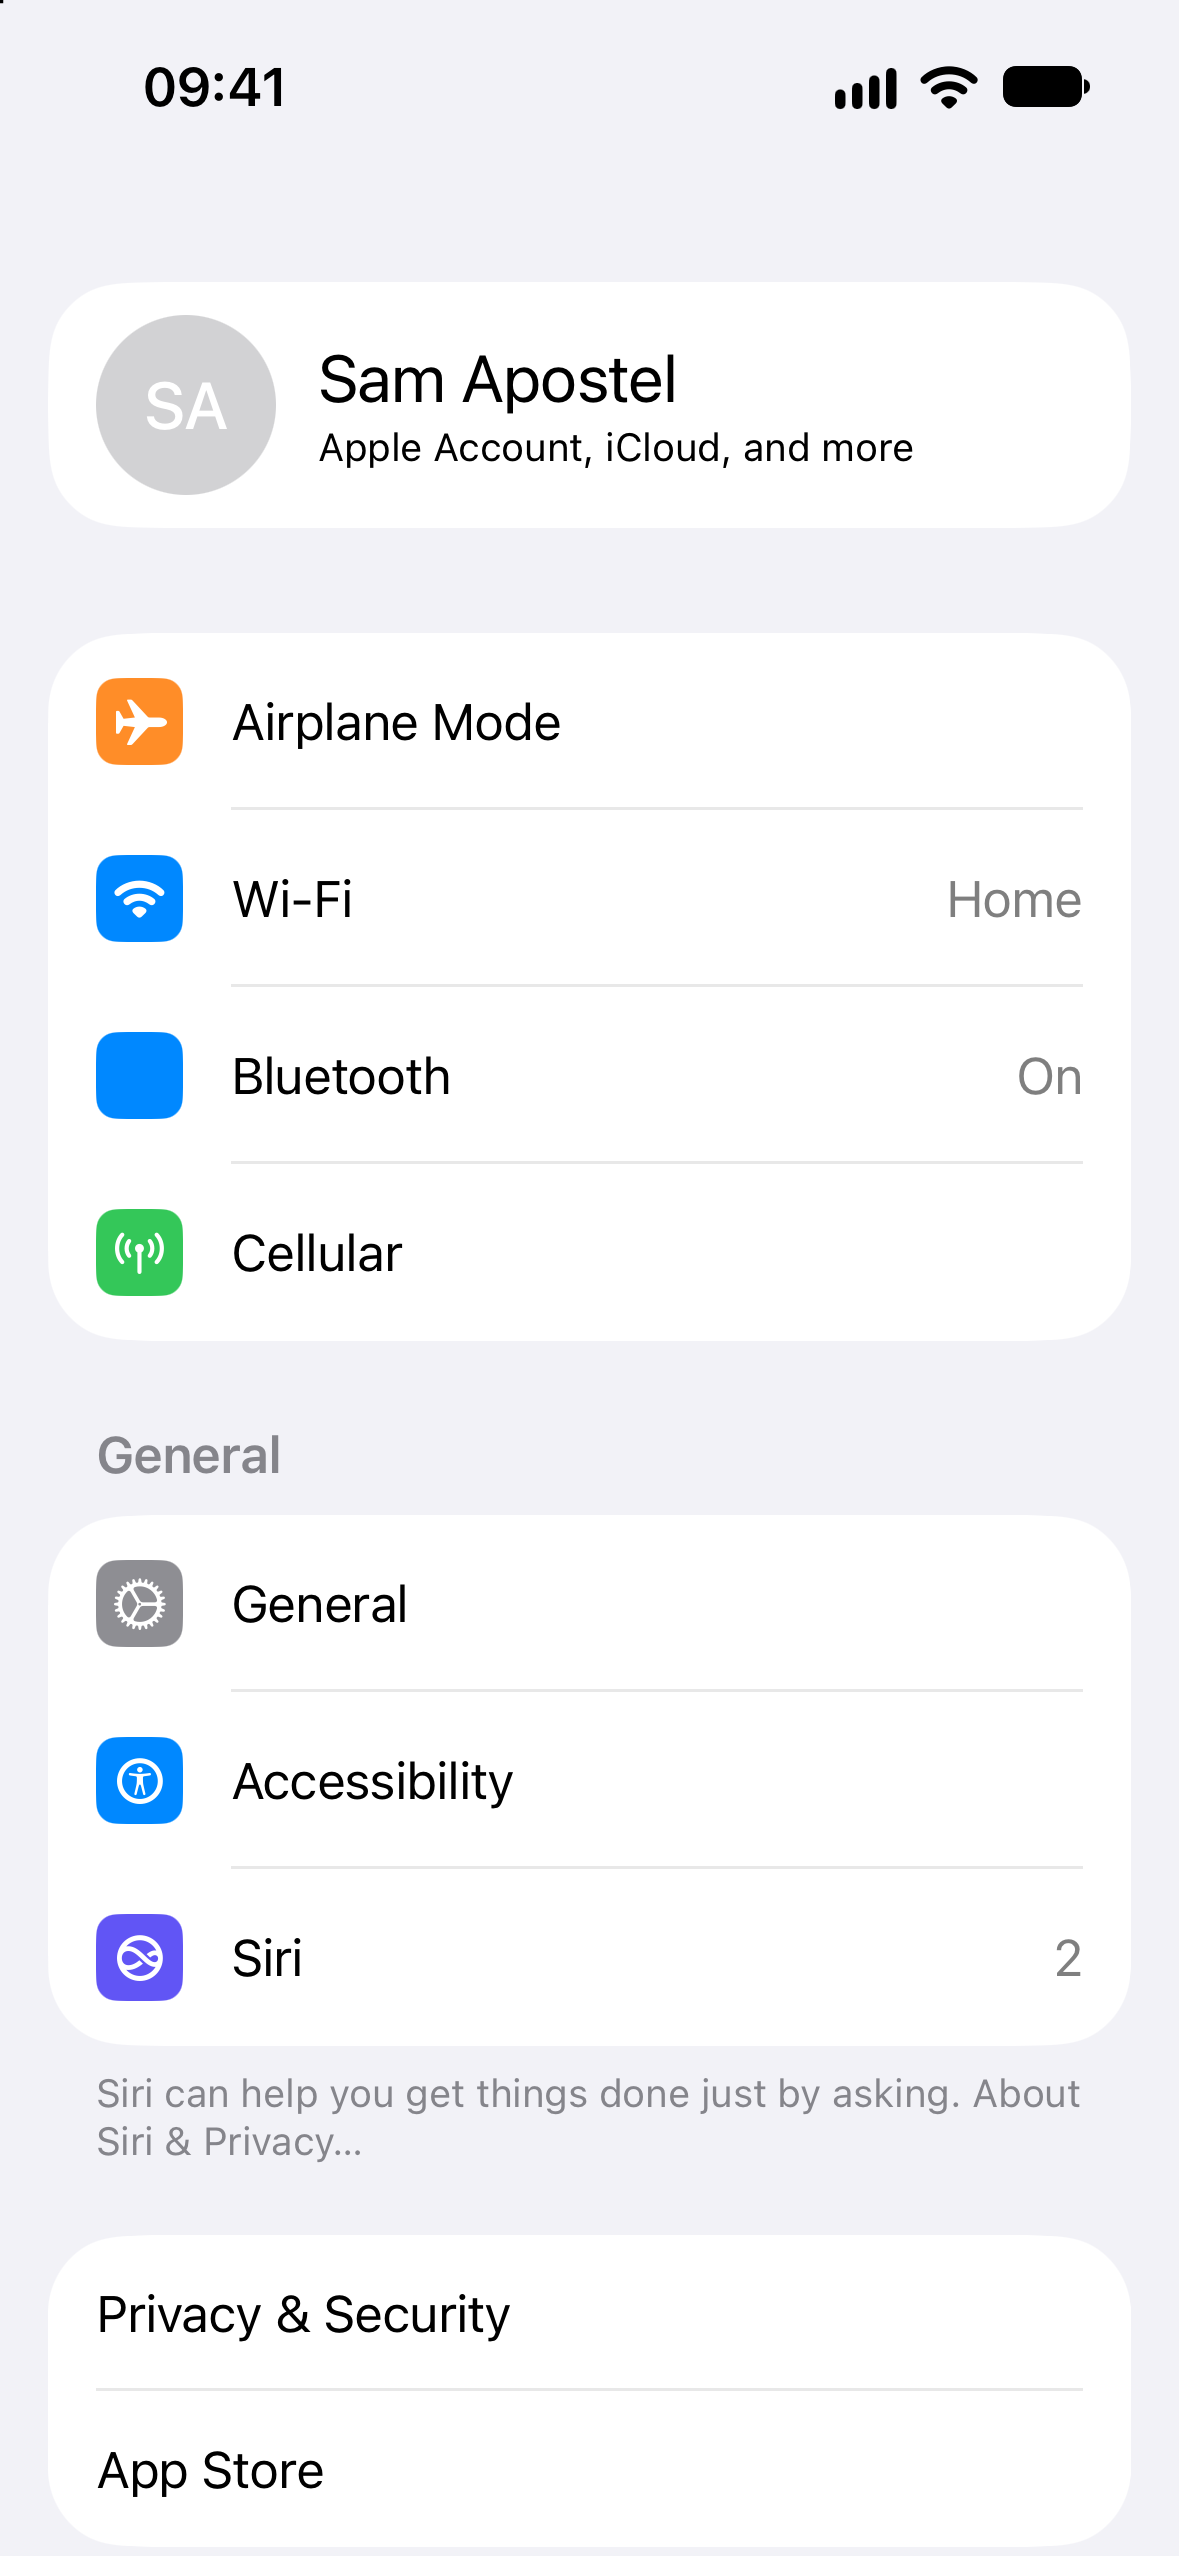 09:41
SA
Sam Apostel
Apple Account, iCloud, and more
Airplane Mode
Wi-Fi Home
Bluetooth On
Cellular
General
General
Accessibility
Siri 2
Siri can help you get things done just by asking. About
Siri & Privacy...
Privacy & Security
App Store